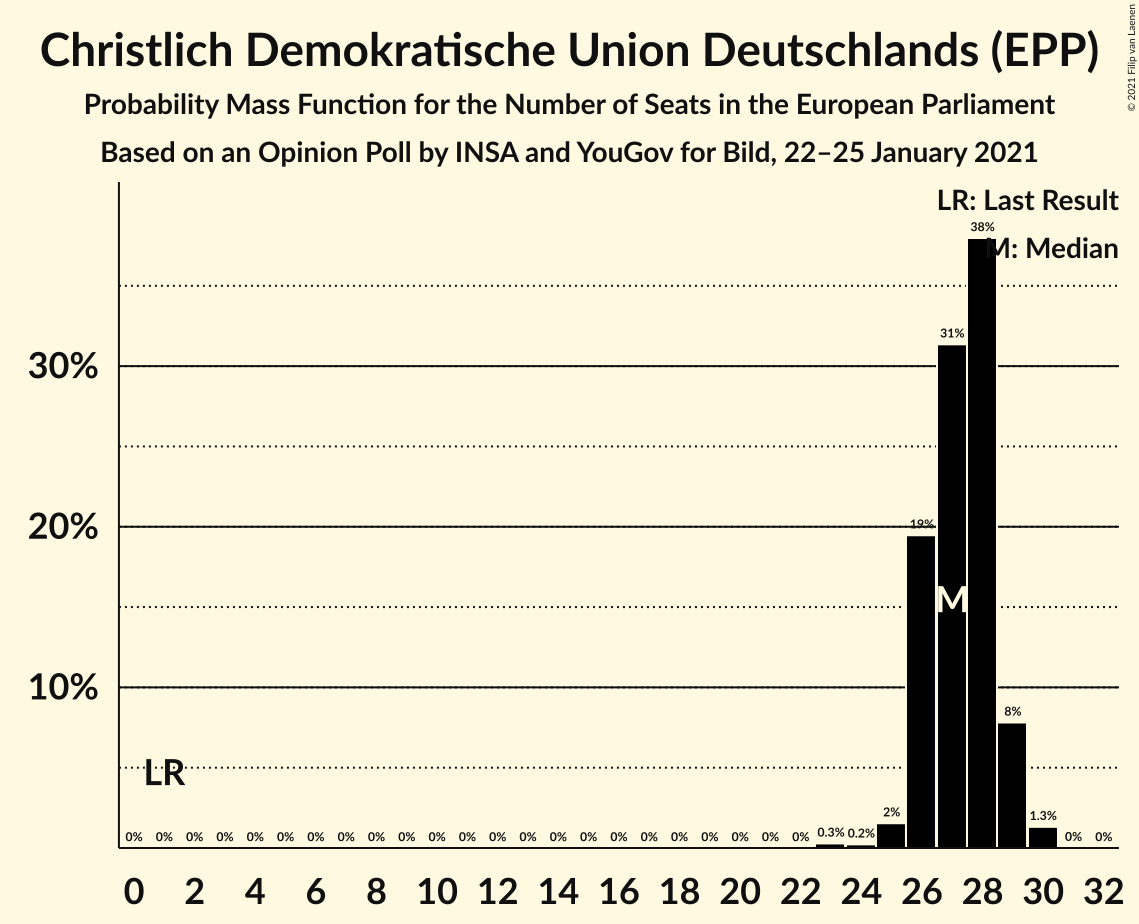 Christlich Demokratische Union Deutschlands (EPP)
Probability Mass Function for the Number of Seats in the European Parliament
Based on an Opinion Poll by INSA and YouGov for Bild, 22–25 January 2021
© 2021 Filip van Laenen
LR: Last Result
M: Median
38%
31%
30%
19%
20%
M
10%
8%
LR
2%
1.3%
0% 0% 0% 0% 0% 0% 0% 0% 0% 0% 0% 0% 0% 0% 0% 0% 0% 0% 0% 0% 0% 0% 0% 0.3% 0.2% 0% 0%
0 2 4 6 8 10 12 14 16 18 20 22 24 26 28 30 32